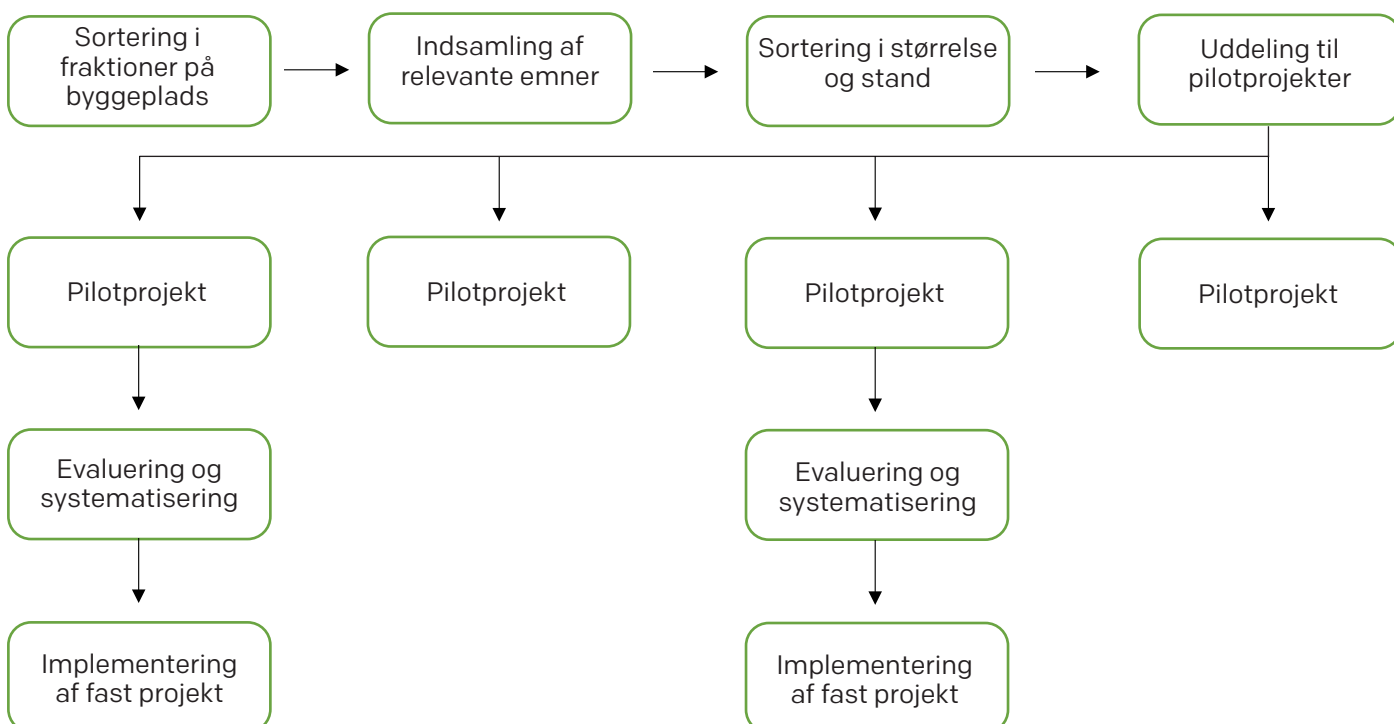 Sortering i
fraktioner på
byggeplads
Indsamling af
relevante emner
Sortering i størrelse
og stand
Uddeling til
pilotprojekter
Pilotprojekt
Pilotprojekt
Pilotprojekt
Pilotprojekt
Evaluering og
systematisering
Evaluering og
systematisering
Implementering
af fast projekt
Implementering
af fast projekt